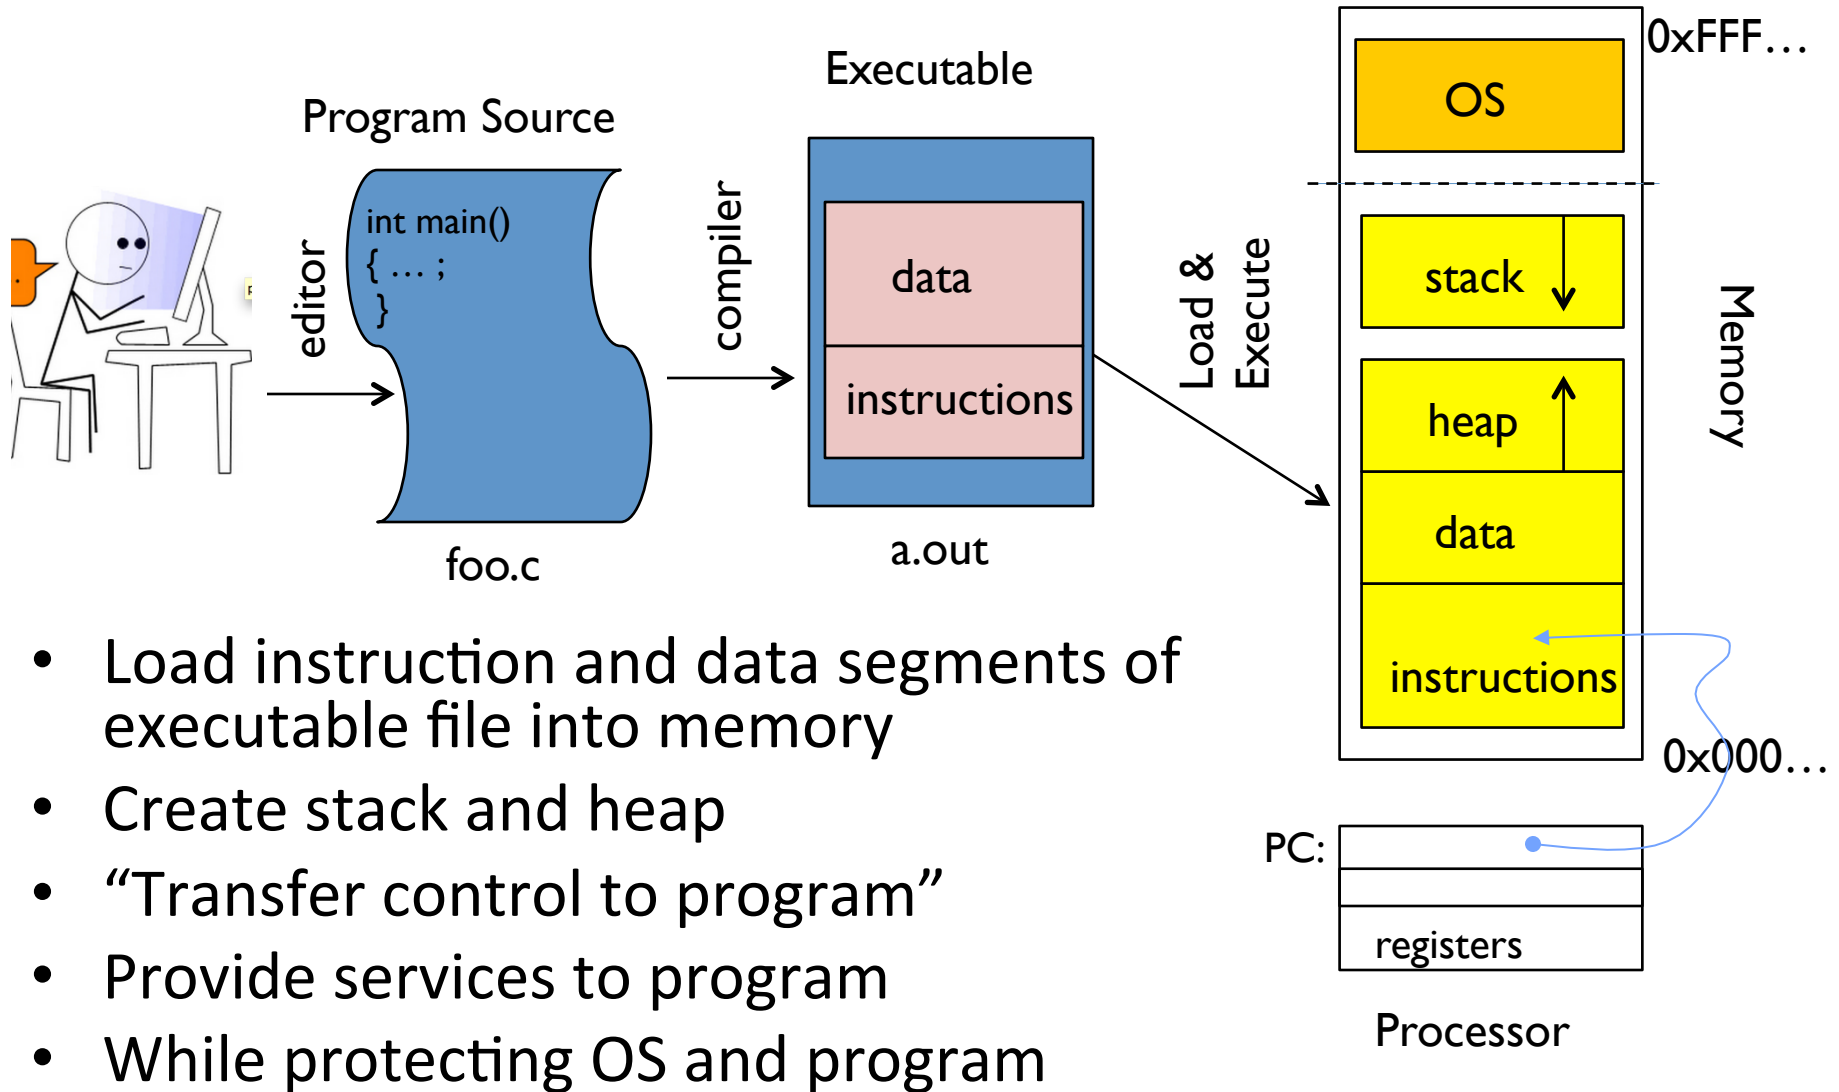 Program Source
Executable
0xFFF…
OS
editor
int main()
{ … ;
}
compiler
data
instructions
Load &
Execute
stack
heap
data
instructions
Memory
foo.c
a.out
0x000…
PC:
registers
Processor
• Load instruction and data segments of
executable file into memory
• Create stack and heap
• “Transfer control to program”
• Provide services to program
• While protecting OS and program